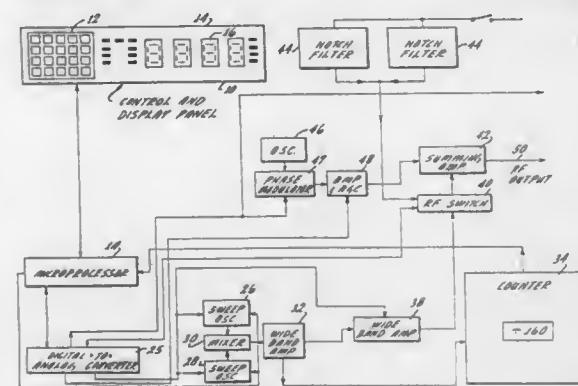 12
14
16
CONTROL AND
DISPLAY PANEL
10
44
NOTCH
FILTER
NOTCH
FILTER
44
46
OSC.
47
PHASE
MODULATOR
48
AMP
/ AGC
42
SUMMING
AMP
50
RF
OUTPUT
40
RF SWITCH
MICROPROCESSOR
34
COUNTER
÷ 160
26
SWEEP
OSC
30
MIXER
28
SWEEP
OSC
32
WIDE
BAND
AMP
38
WIDE
BAND AMP
DIGITAL - TO -
ANALOG CONVERTER
25